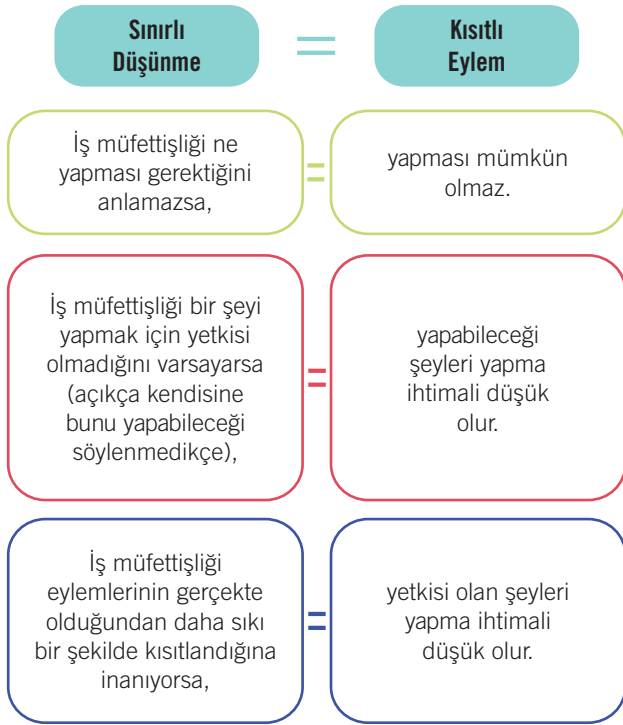 Sınırlı
Düşünme
=
Kısıtlı
Eylem
İş müfettişliği ne
yapması gerektiğini
anlamazsa,
=
yapması mümkün
olmaz.
İş müfettişliği bir şeyi
yapmak için yetkisi
olmadığını varsayarsa
(açıkça kendisine
bunu yapabileceği
söylenmedikçe),
=
yapabileceği
şeyleri yapma
ihtimali düşük
olur.
İş müfettişliği
eylemlerinin gerçekte
olduğundan daha sıkı
bir şekilde kısıtlandığına
inanıyorsa,
=
yetkisi olan şeyleri
yapma ihtimali
düşük olur.